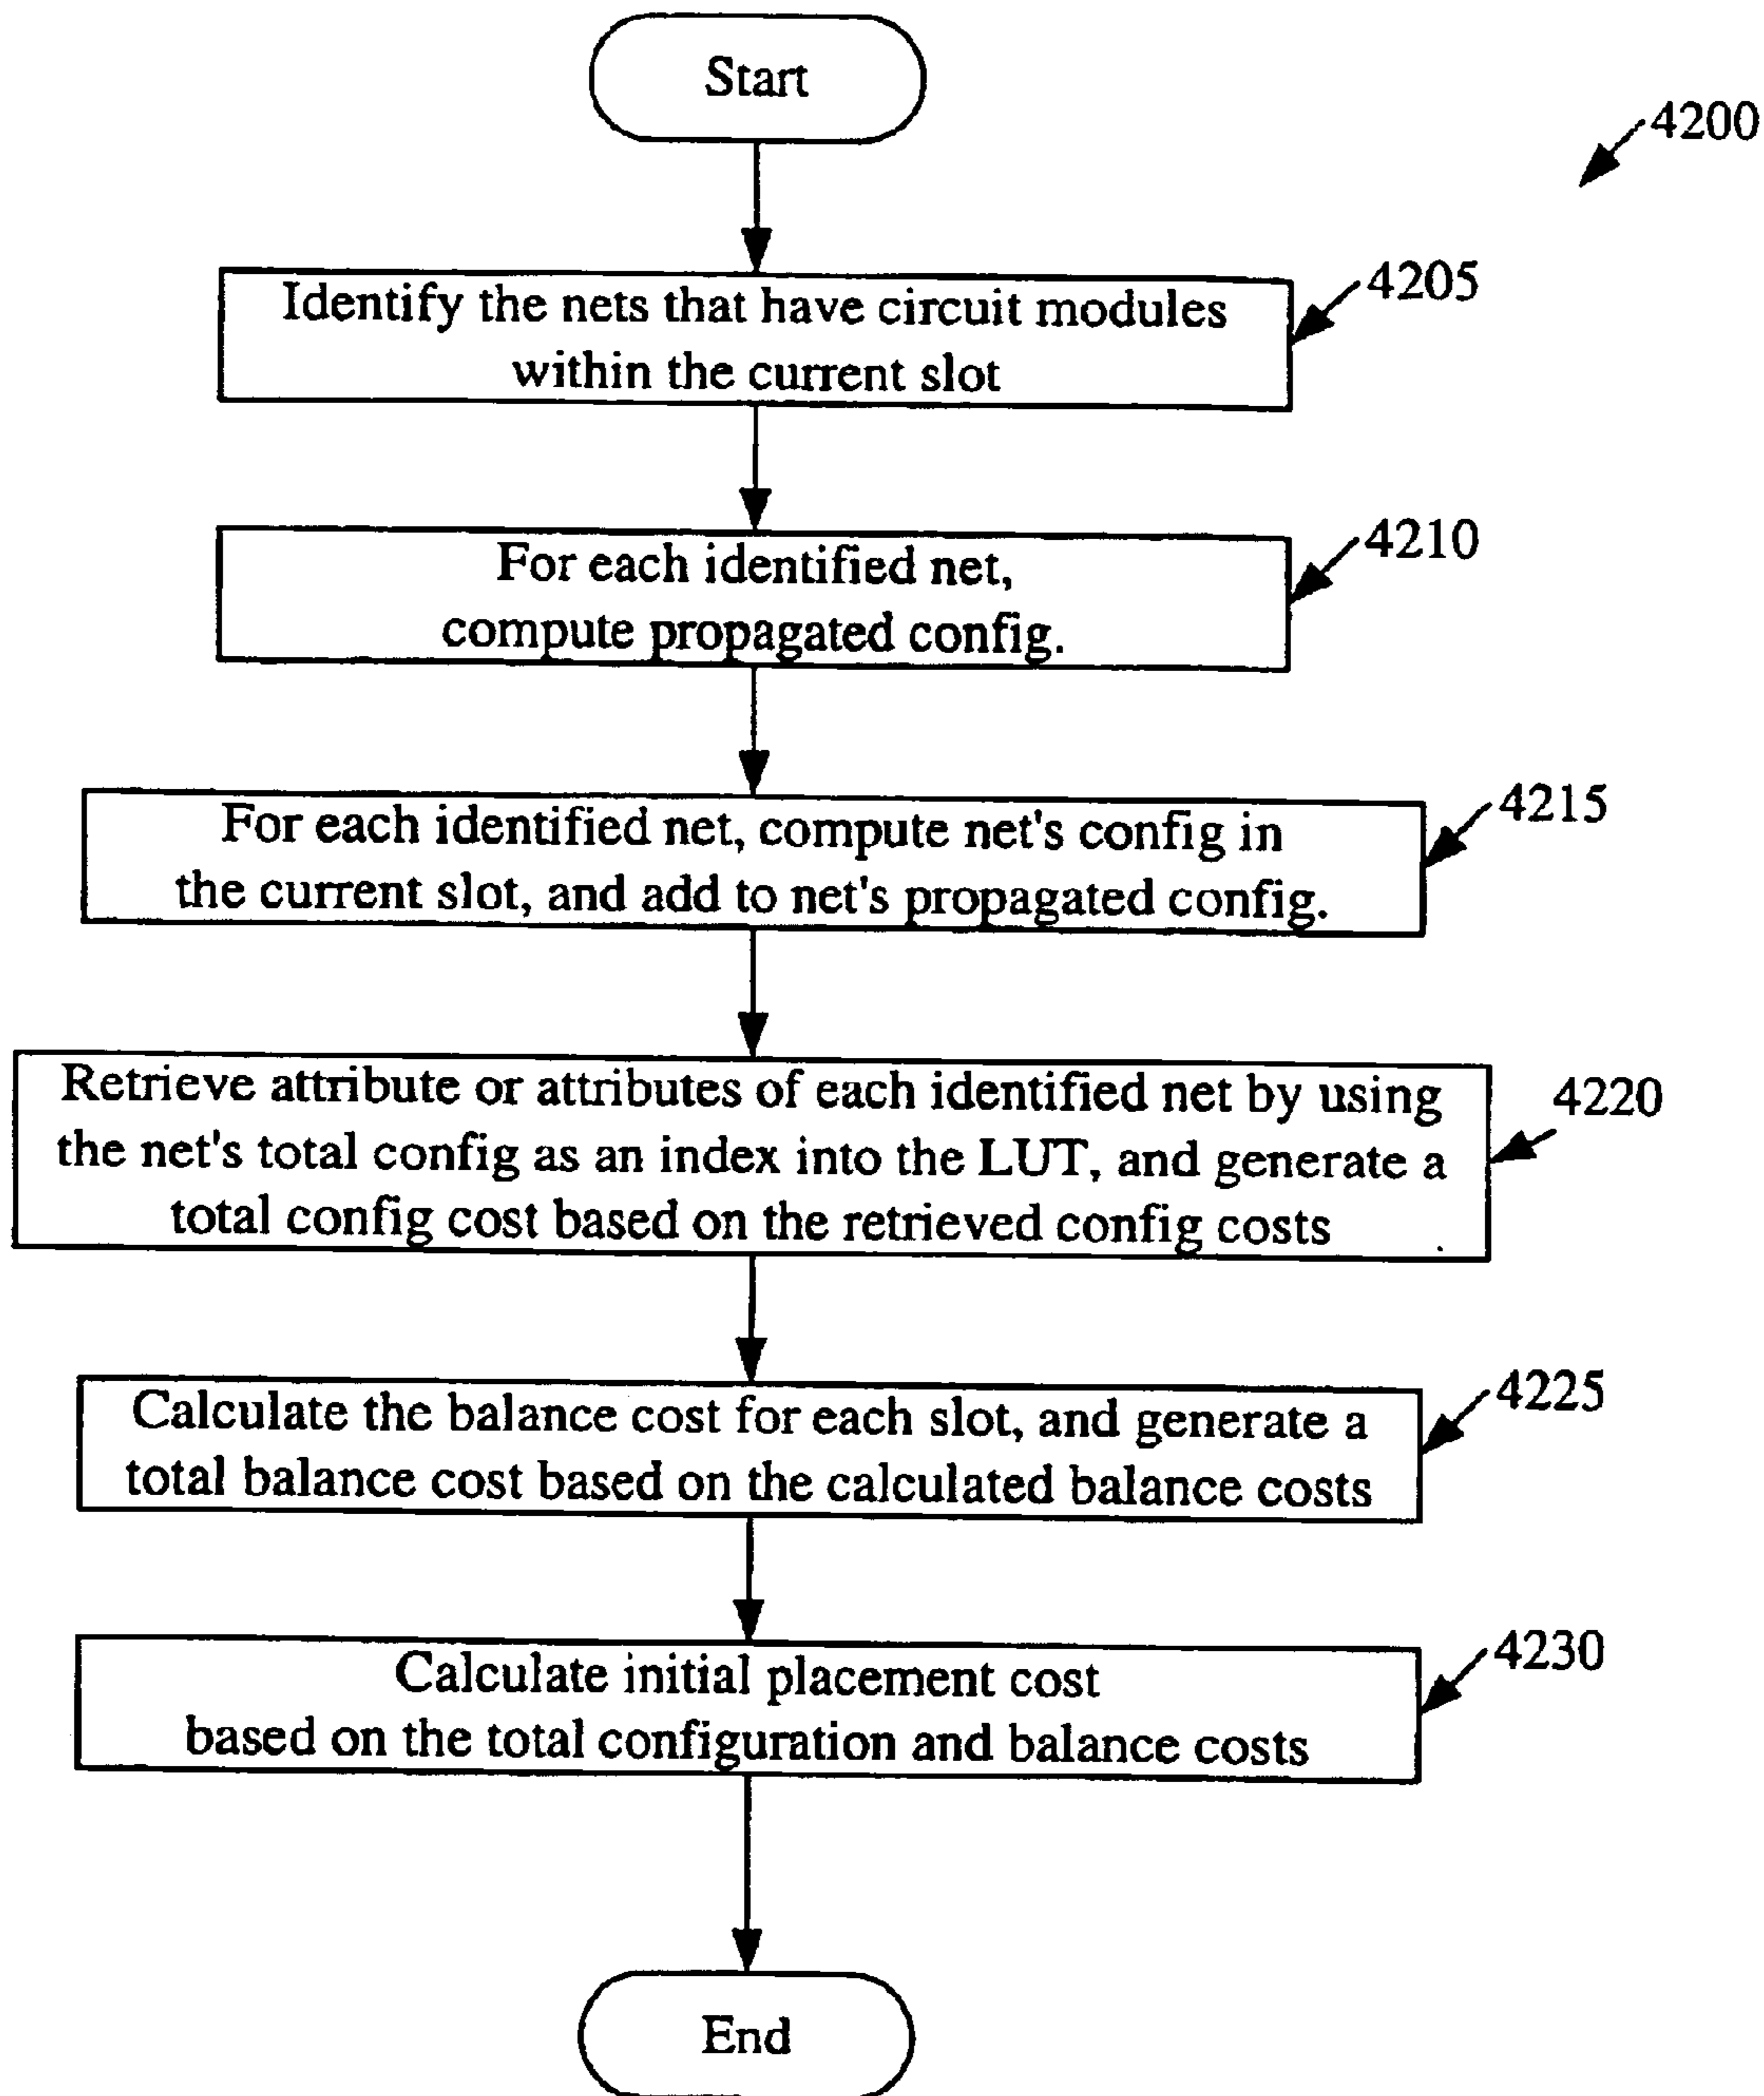 Start
4200
Identify the nets that have circuit modules
within the current slot
4205
For each identified net,
compute propagated config.
4210
For each identified net, compute net's config in
the current slot, and add to net's propagated config.
4215
Retrieve attribute or attributes of each identified net by using
the net's total config as an index into the LUT, and generate a
total config cost based on the retrieved config costs
4220
Calculate the balance cost for each slot, and generate a
total balance cost based on the calculated balance costs
4225
Calculate initial placement cost
based on the total configuration and balance costs
4230
End